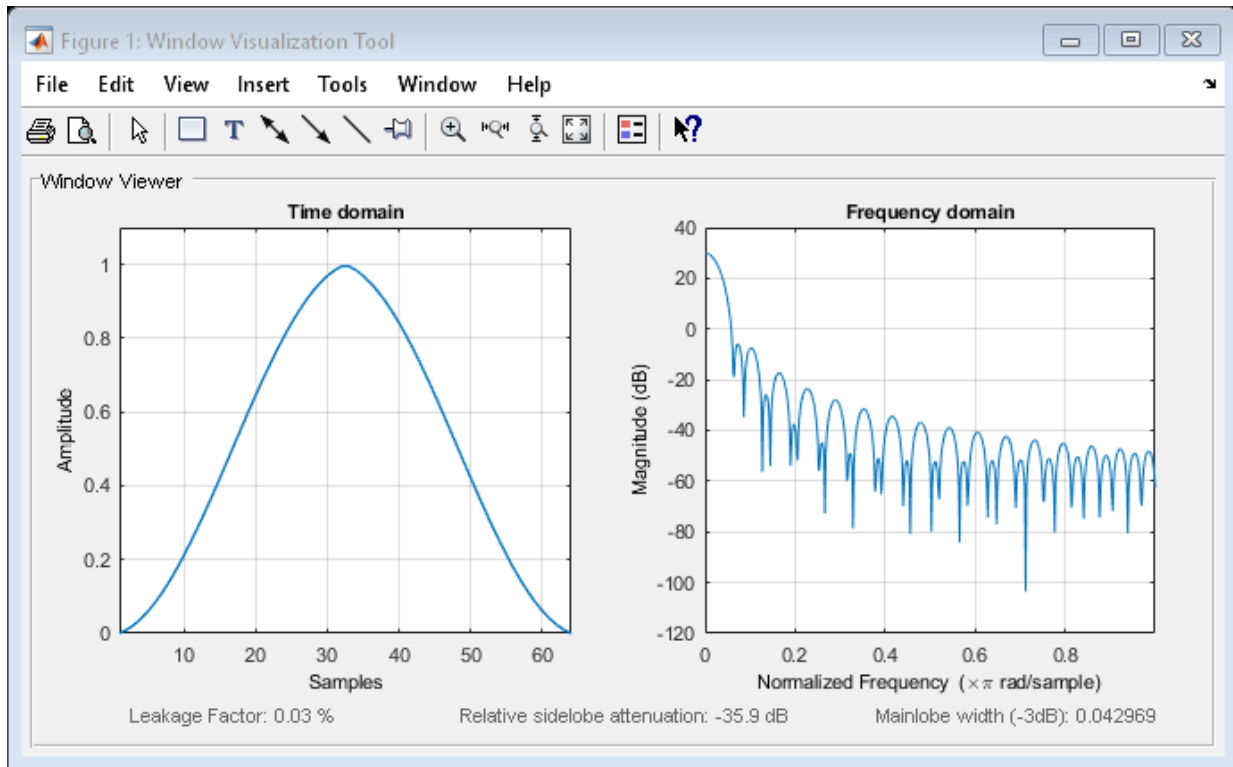 Figure 1: Window Visualization Tool
File Edit View Insert Tools Window Help
Window Viewer
Time domain
1
0.8
0.6
0.4
0.2
0
Amplitude
10 20 30 40 50 60
Samples
Frequency domain
40
20
0
-20
-40
-60
-80
-100
-120
Magnitude (dB)
0 0.2 0.4 0.6 0.8
Normalized Frequency (×π rad/sample)
Leakage Factor: 0.03 % Relative sidelobe attenuation: -35.9 dB Mainlobe width (-3dB): 0.042969